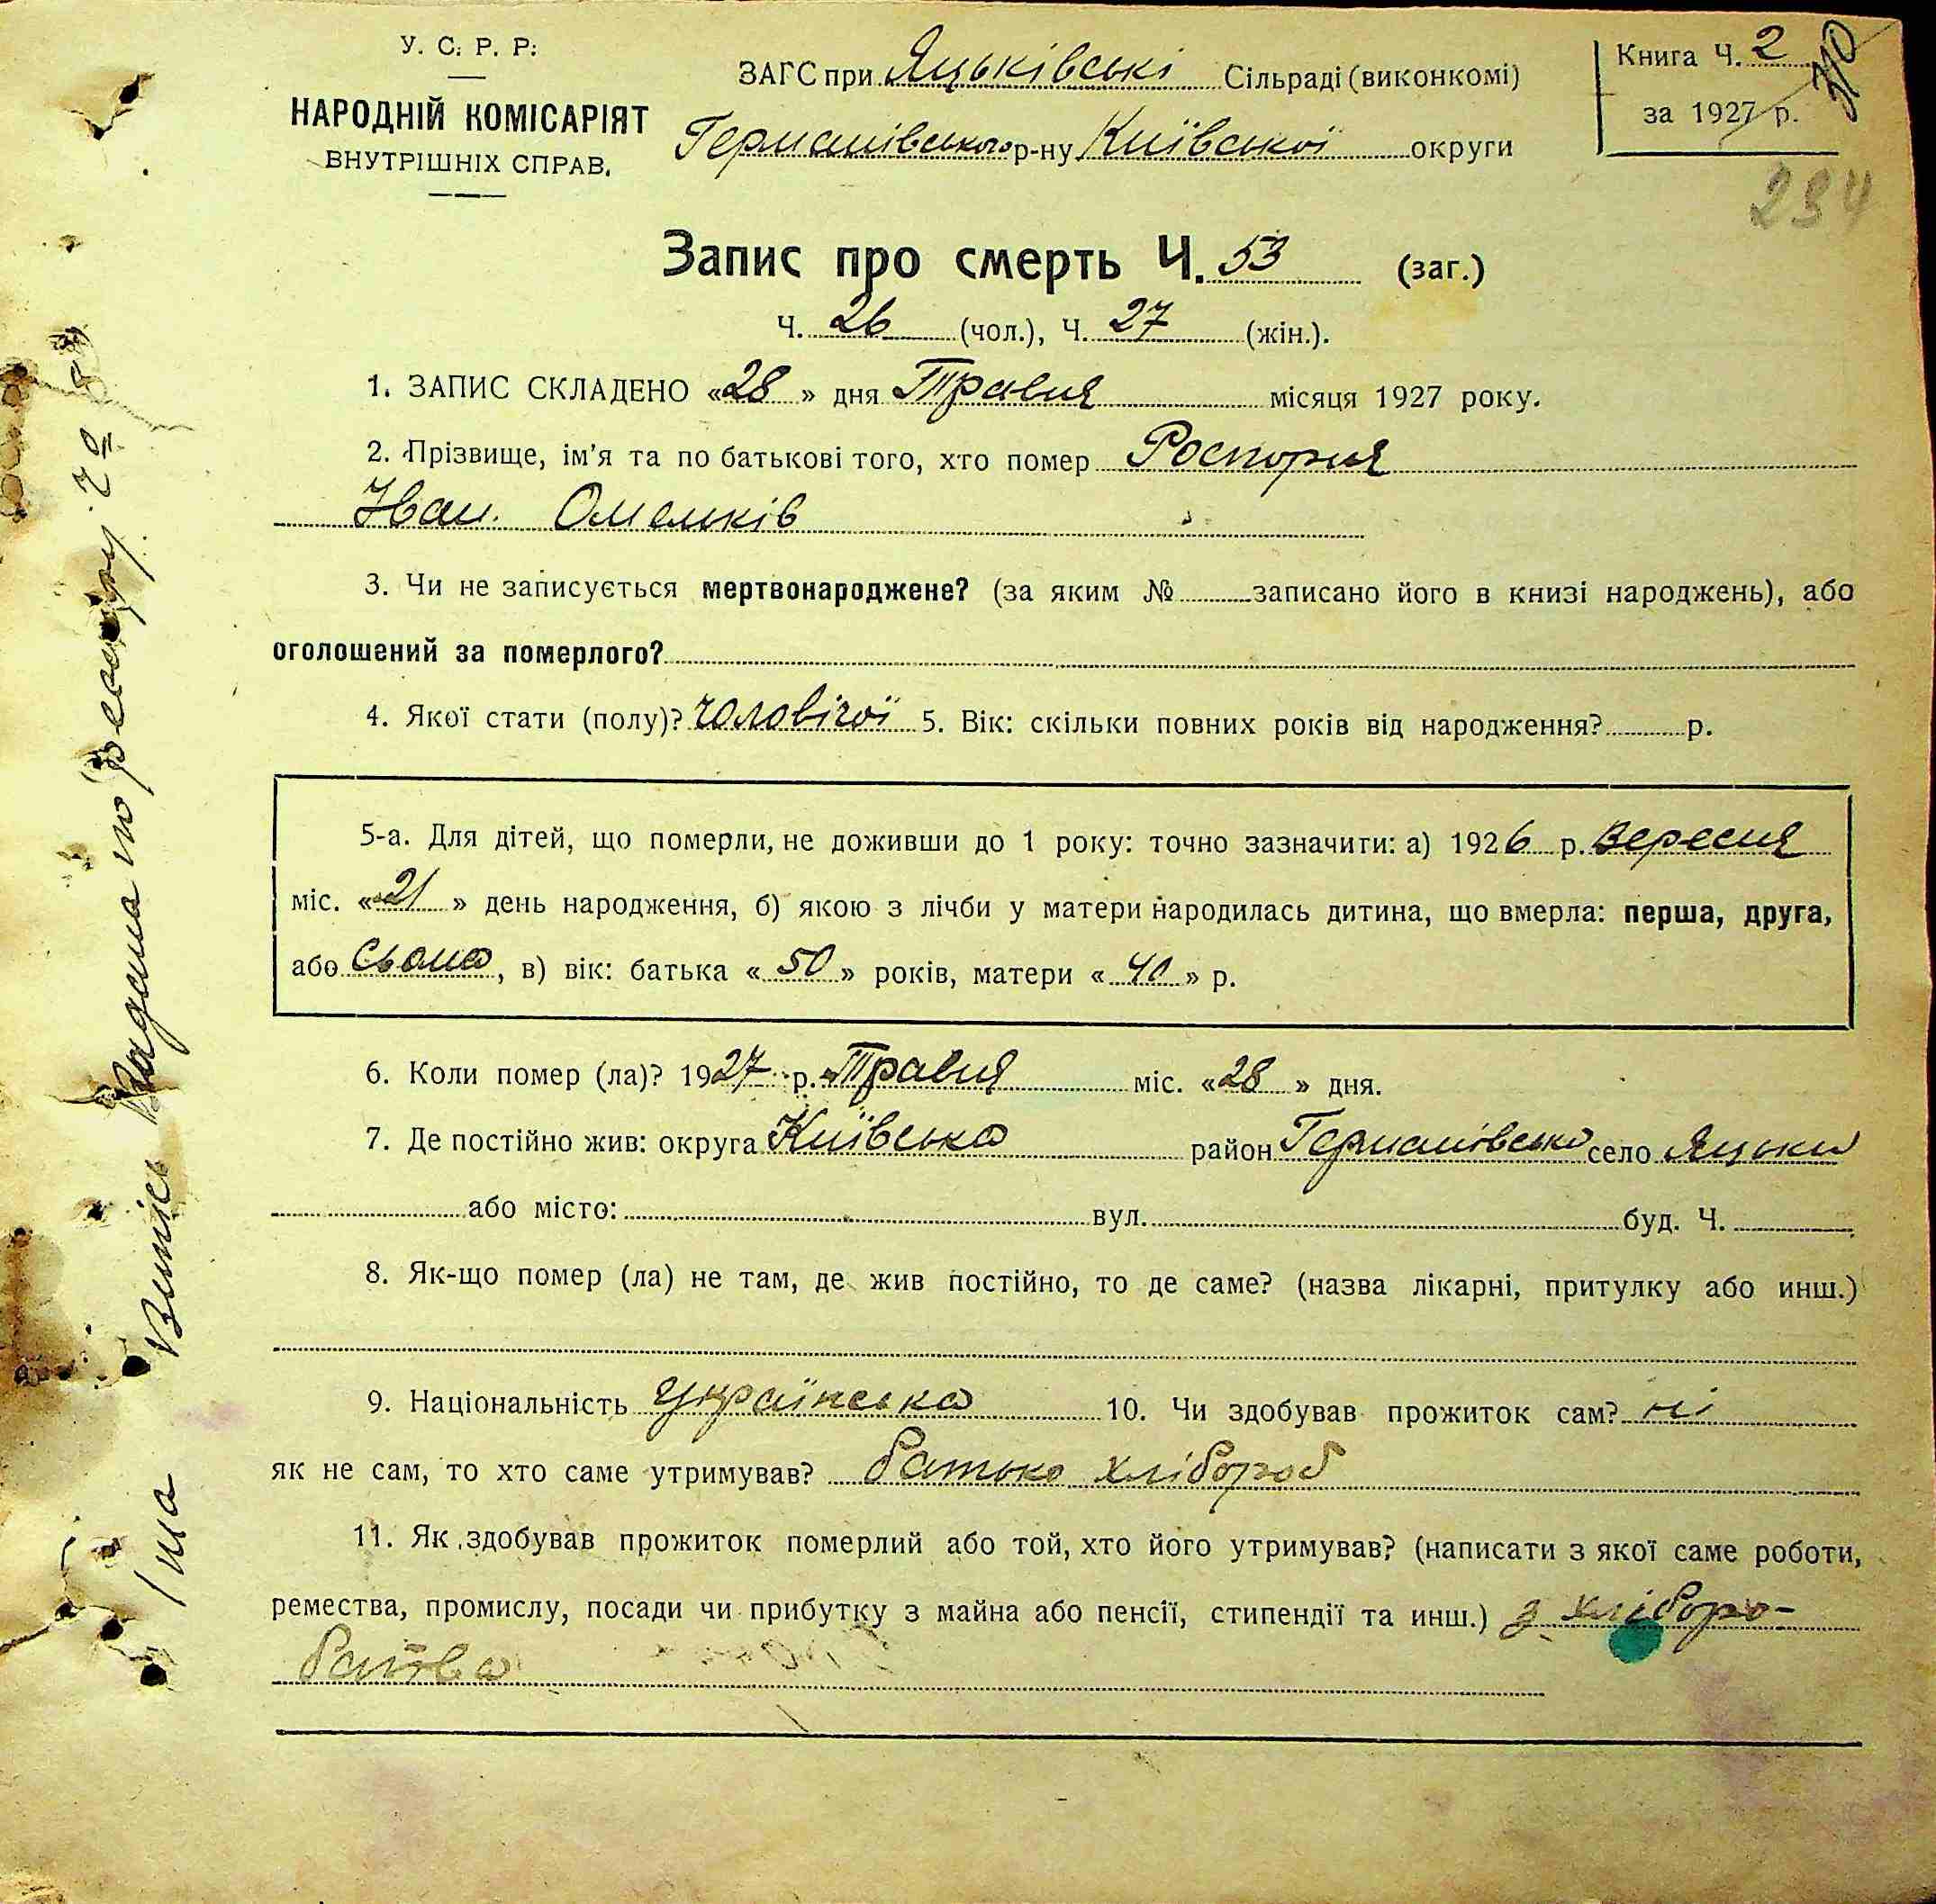 У. С. Р. Р.
НАРОДНІЙ КОМІСАРІЯТ
ВНУТРІШНІХ СПРАВ.
ЗАГС при Яцьківські Сільраді (виконкомі)
Германівського р-ну Київської округи
Книга Ч. 2
за 1927 р.
310
234
Запис про смерть Ч. 53 (заг.)
Ч. 26 (чол.), Ч. 27 (жін.).
1. ЗАПИС СКЛАДЕНО «28» дня Травня місяця 1927 року.
2. Прізвище, ім'я та по батькові того, хто помер Роспорня
Іван. Омельків
3. Чи не записується мертвонароджене? (за яким № записано його в книзі народжень), або
оголошений за померлого?
4. Якої стати (полу)? чоловічої 5. Вік: скільки повних років від народження? р.
5-а. Для дітей, що померли, не доживши до 1 року: точно зазначити: а) 1926 р. Вересня
міс. «21» день народження, б) якою з лічби у матери народилась дитина, що вмерла: перша, друга,
або сьома, в) вік: батька «50» років, матери «40» р.
6. Коли помер (ла)? 1927 р. Травня міс. «28» дня.
7. Де постійно жив: округа Київська район Германівсько село Яцьки
або місто: вул. буд. Ч.
8. Як-що помер (ла) не там, де жив постійно, то де саме? (назва лікарні, притулку або инш.)
9. Національність Українська 10. Чи здобував прожиток сам? ні
як не сам, то хто саме утримував? батько хлібороб
11. Як здобував прожиток померлий або той, хто його утримував? (написати з якої саме роботи,
ремества, промислу, посади чи прибутку з майна або пенсії, стипендії та инш.) з хліборо-
баства
Витяг